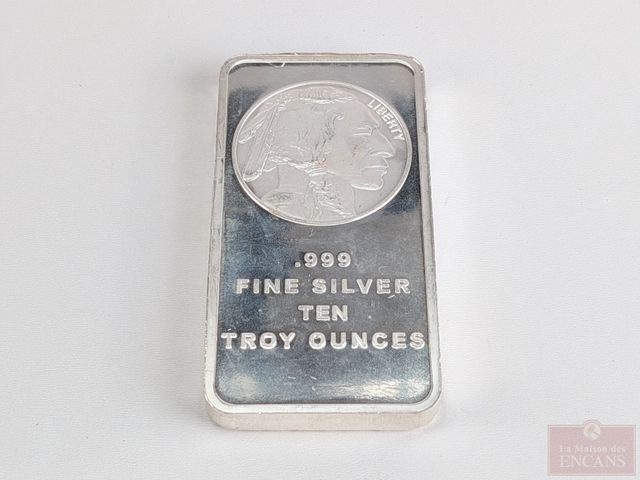 LIBERTY
.999
FINE SILVER
TEN
TROY OUNCES
La Maison des
ENCANS